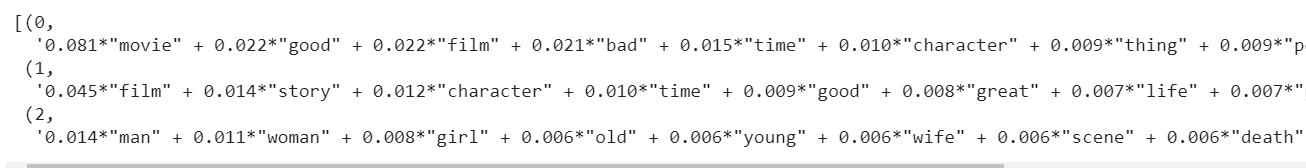 [(0,
'0.081*"movie" + 0.022*"good" + 0.022*"film" + 0.021*"bad" + 0.015*"time" + 0.010*"character" + 0.009*"thing" + 0.009*"p
(1,
'0.045*"film" + 0.014*"story" + 0.012*"character" + 0.010*"time" + 0.009*"good" + 0.008*"great" + 0.007*"life" + 0.007*"
(2,
'0.014*"man" + 0.011*"woman" + 0.008*"girl" + 0.006*"old" + 0.006*"young" + 0.006*"wife" + 0.006*"scene" + 0.006*"death"